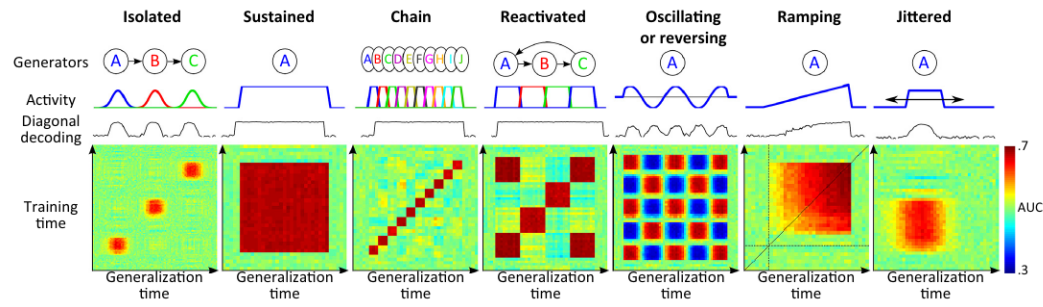 Isolated
Sustained
Chain
Reactivated
Oscillating
or reversing
Ramping
Jittered
Generators
A B C
A
A B C D E F G H I J
A B C
A
A
A
Activity
Diagonal
decoding
Training
time
.7
AUC
.3
Generalization
time
Generalization
time
Generalization
time
Generalization
time
Generalization
time
Generalization
time
Generalization
time